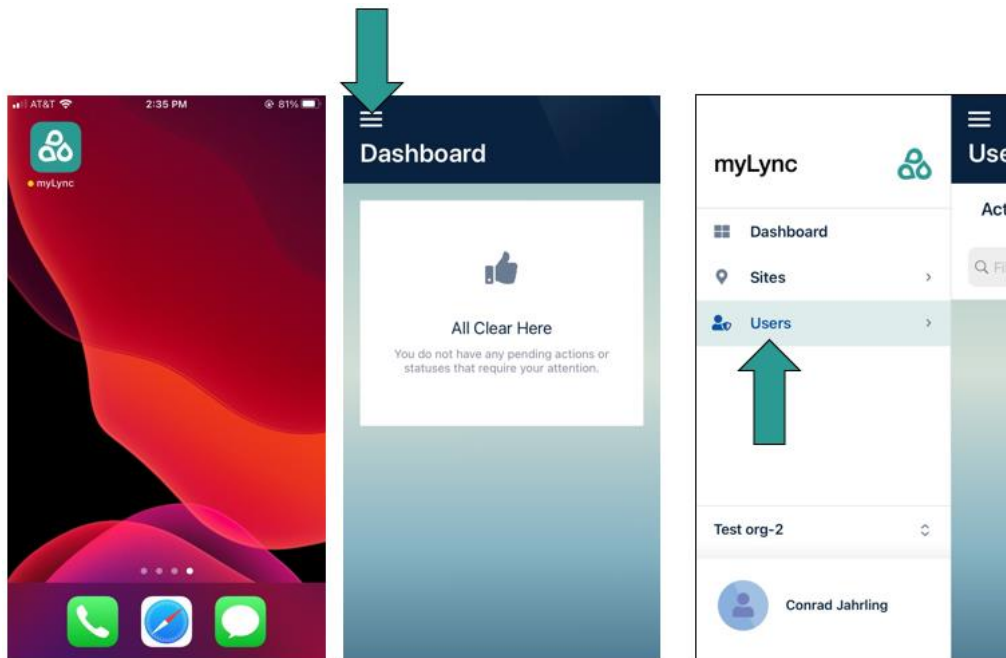 AT&T
2:35 PM
81%
myLync
Dashboard
All Clear Here
You do not have any pending actions or
statuses that require your attention.
myLync
Dashboard
Sites
Users
Test org-2
Conrad Jahrling